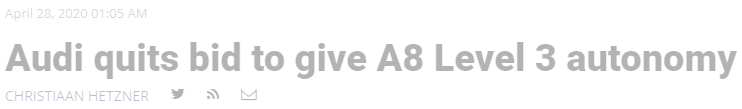 April 28, 2020 01:05 AM
Audi quits bid to give A8 Level 3 autonomy
CHRISTIAAN HETZNER